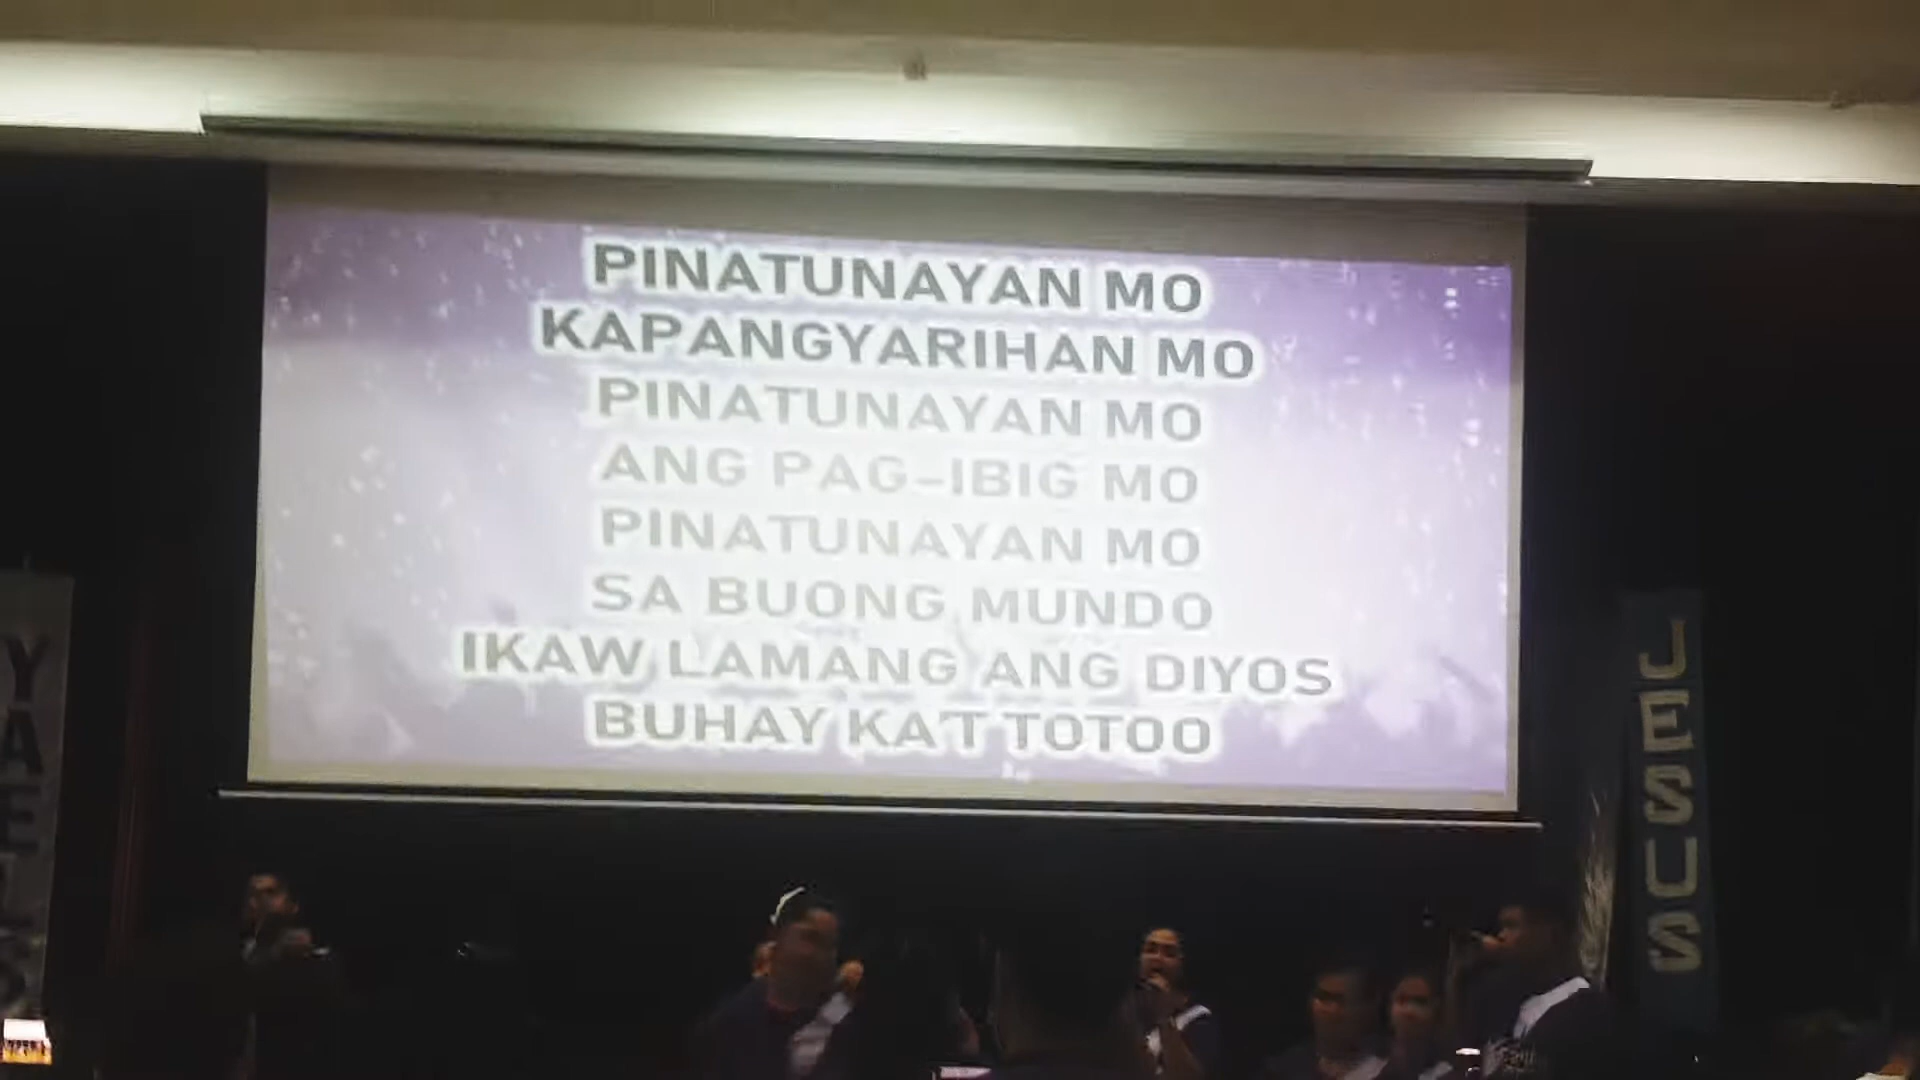 PINATUNAYAN MO
KAPANGYARIHAN MO
PINATUNAYAN MO
ANG PAG-IBIG MO
PINATUNAYAN MO
SA BUONG MUNDO
IKAW LAMANG ANG DIYOS
BUHAY KA'T TOTOO
JESUS